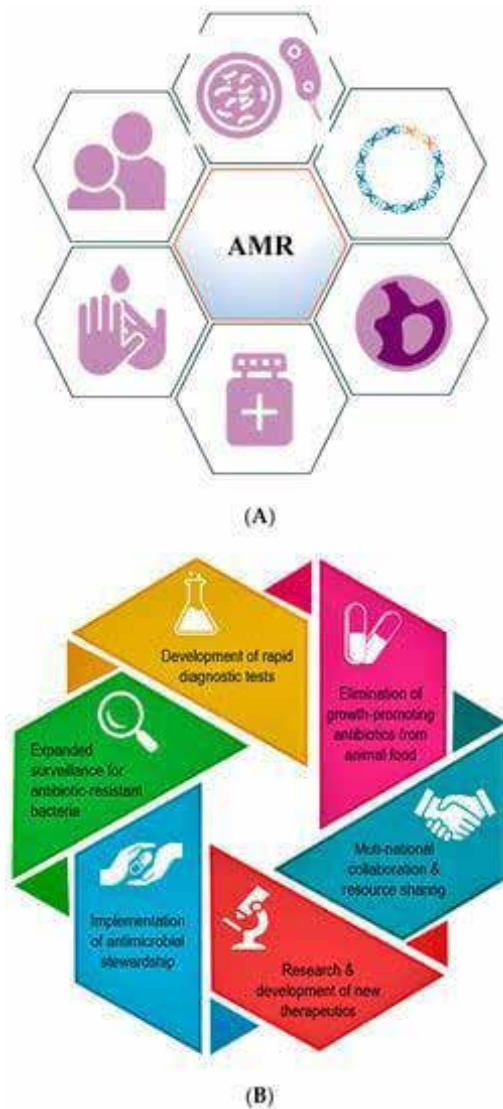 AMR
(A)
Development of rapid
diagnostic tests
Elimination of
growth-promoting
antibiotics from
animal food
Expanded
surveillance for
antibiotic-resistant
bacteria
Muti-national
collaboration &
resource sharing
Implementation
of antimicrobial
stewardship
Research &
development of new
therapeutics
(B)